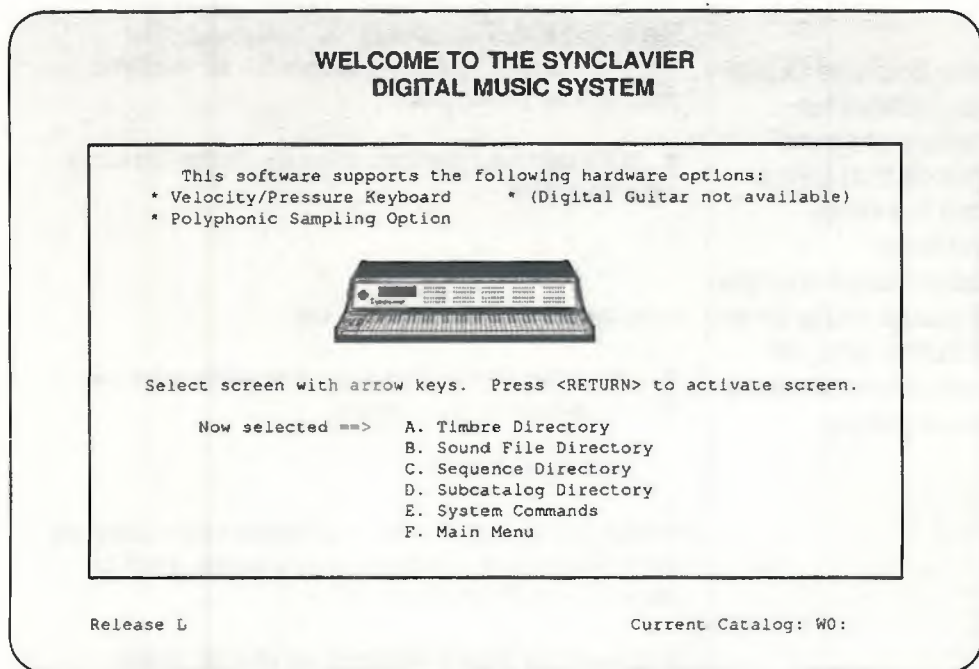 WELCOME TO THE SYNCLAVIER
DIGITAL MUSIC SYSTEM
This software supports the following hardware options:
* Velocity/Pressure Keyboard * (Digital Guitar not available)
* Polyphonic Sampling Option
Synclavier
Select screen with arrow keys. Press <RETURN> to activate screen.
Now selected ==> A. Timbre Directory
B. Sound File Directory
C. Sequence Directory
D. Subcatalog Directory
E. System Commands
F. Main Menu
Release L
Current Catalog: W0: